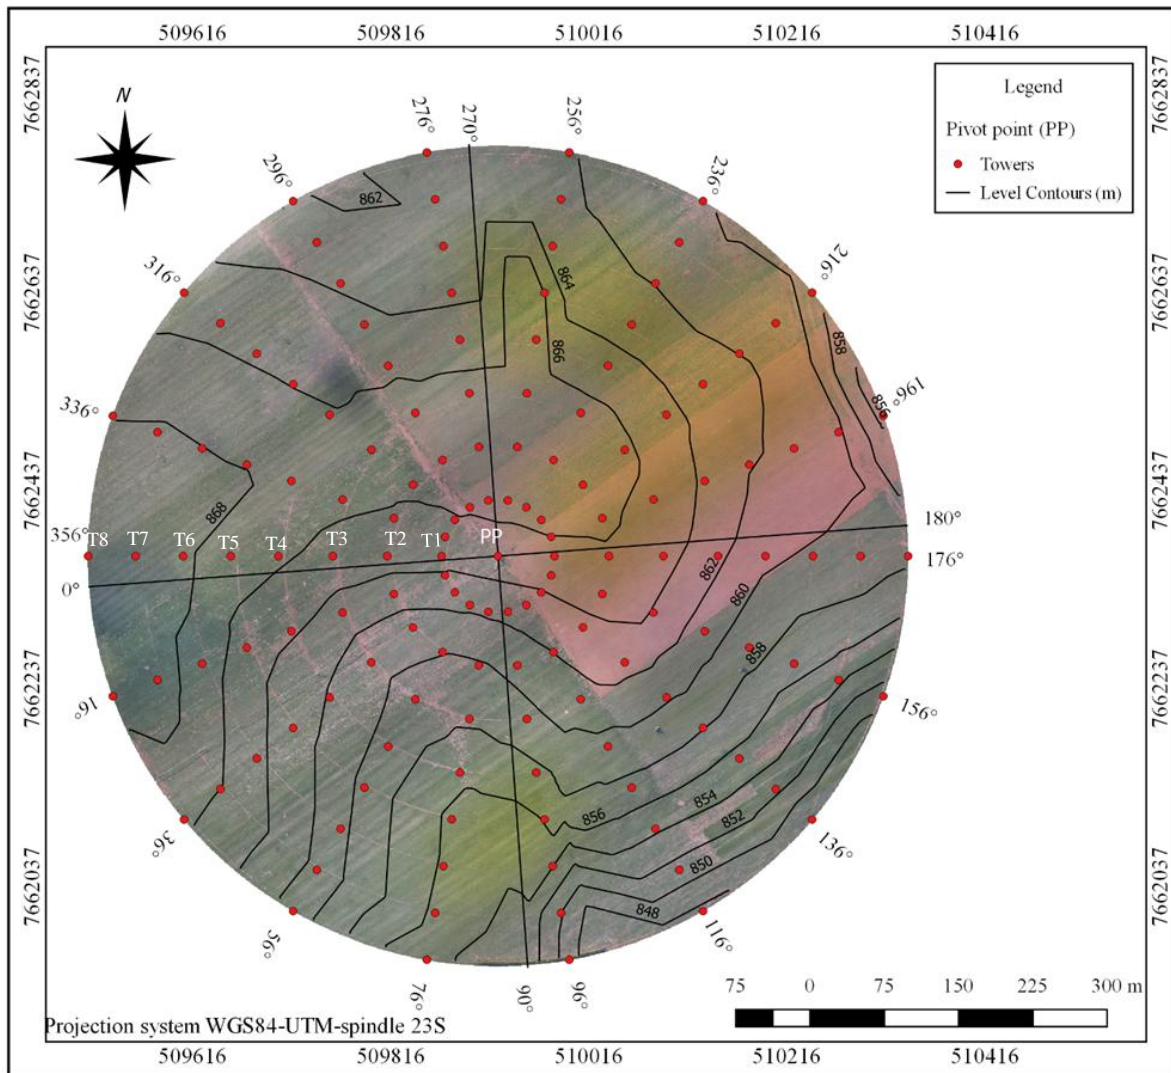 509616 509816 510016 510216 510416
7662837 7662837
N
Legend
Pivot point (PP)
Towers
Level Contours (m)
276° 270° 256°
296° 236°
862
316° 216°
864
7662637 7662637
858
866
336° 196°
856
7662437 7662437
868
356° 180°
T8 T7 T6 T5 T4 T3 T2 T1 PP
176°
0° 862
860
858
7662237 7662237
16° 156°
856 854
852
36° 136°
850
7662037 7662037
848
56° 116°
76° 90° 96°
75 0 75 150 225 300 m
Projection system WGS84-UTM-spindle 23S
509616 509816 510016 510216 510416